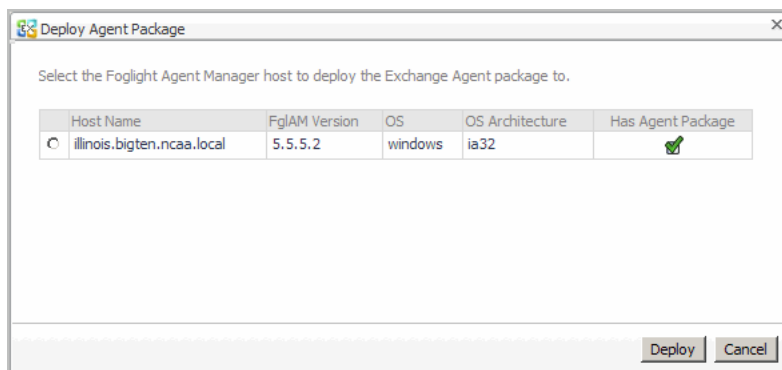 Deploy Agent Package
Select the Foglight Agent Manager host to deploy the Exchange Agent package to.
Host Name FglAM Version OS OS Architecture Has Agent Package
illinois.bigten.ncaa.local 5.5.5.2 windows ia32
Deploy Cancel